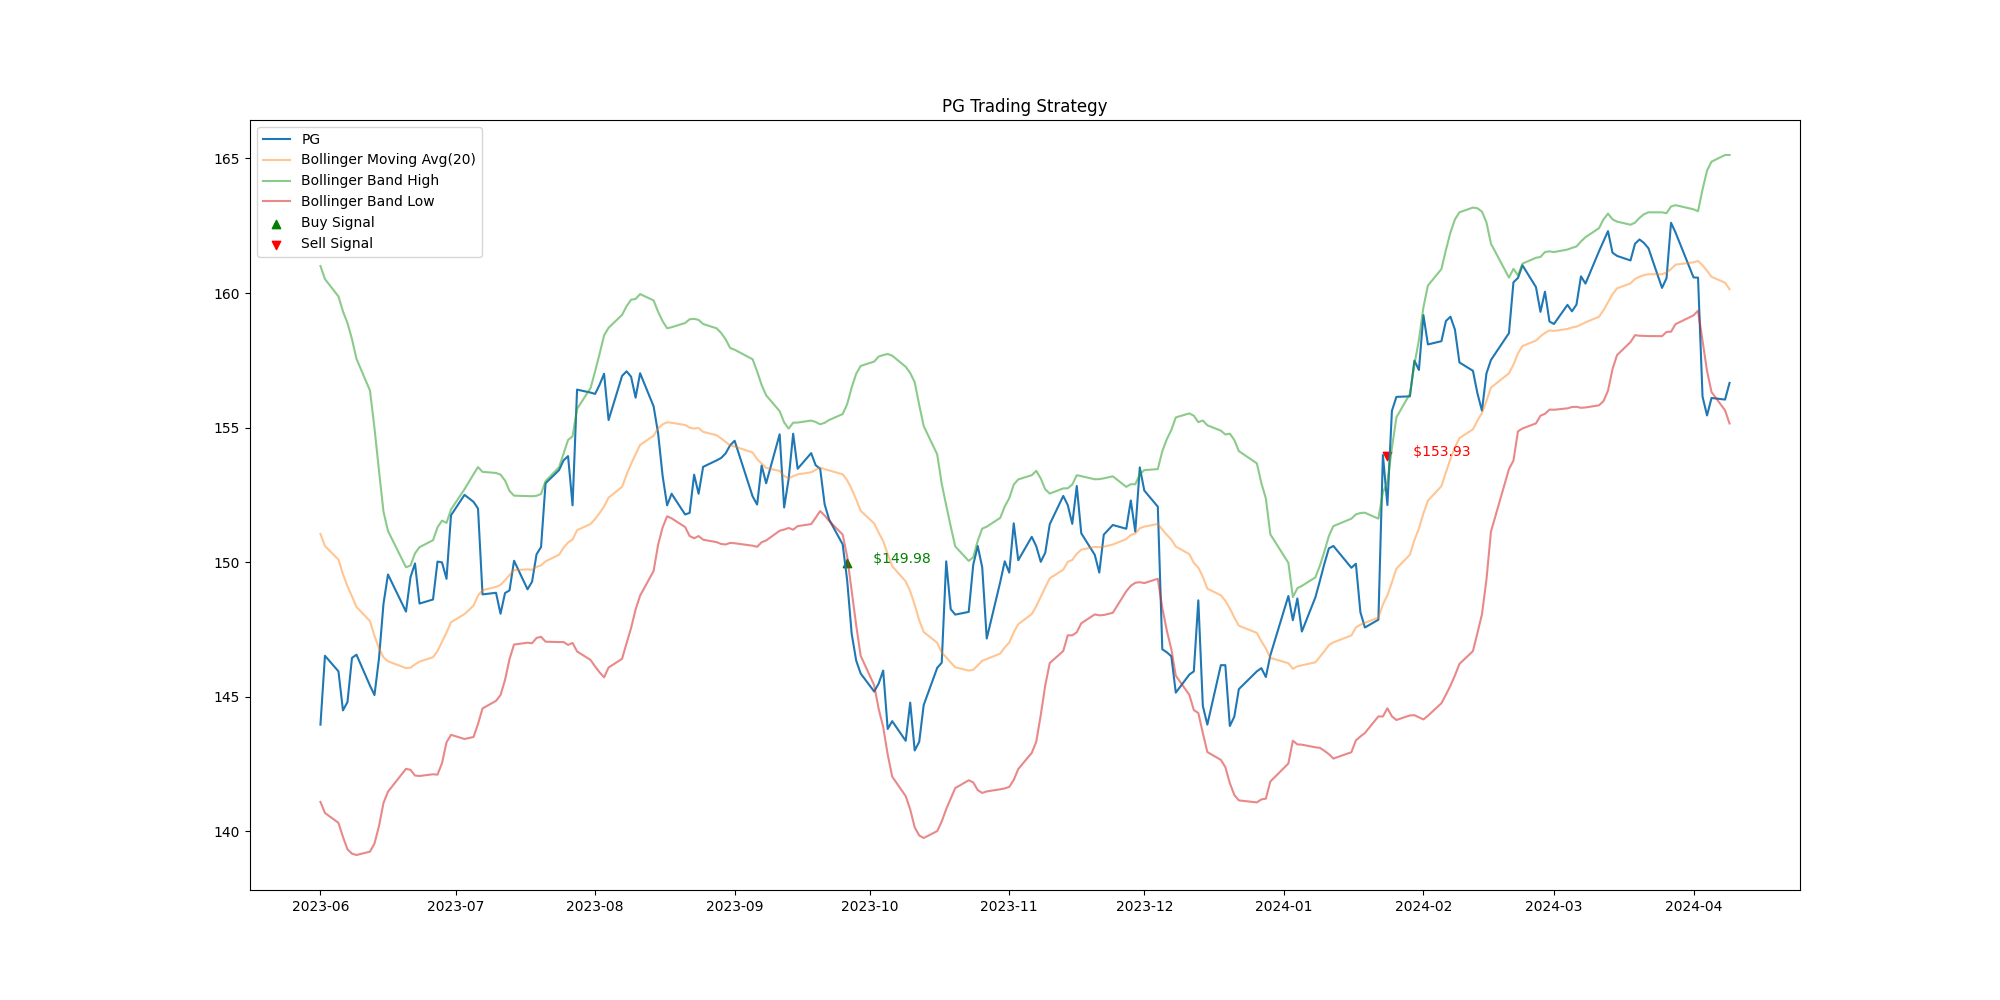 PG Trading Strategy
PG
Bollinger Moving Avg(20)
Bollinger Band High
Bollinger Band Low
Buy Signal
Sell Signal
165
160
155
150
145
140
$149.98
$153.93
2023-06
2023-07
2023-08
2023-09
2023-10
2023-11
2023-12
2024-01
2024-02
2024-03
2024-04